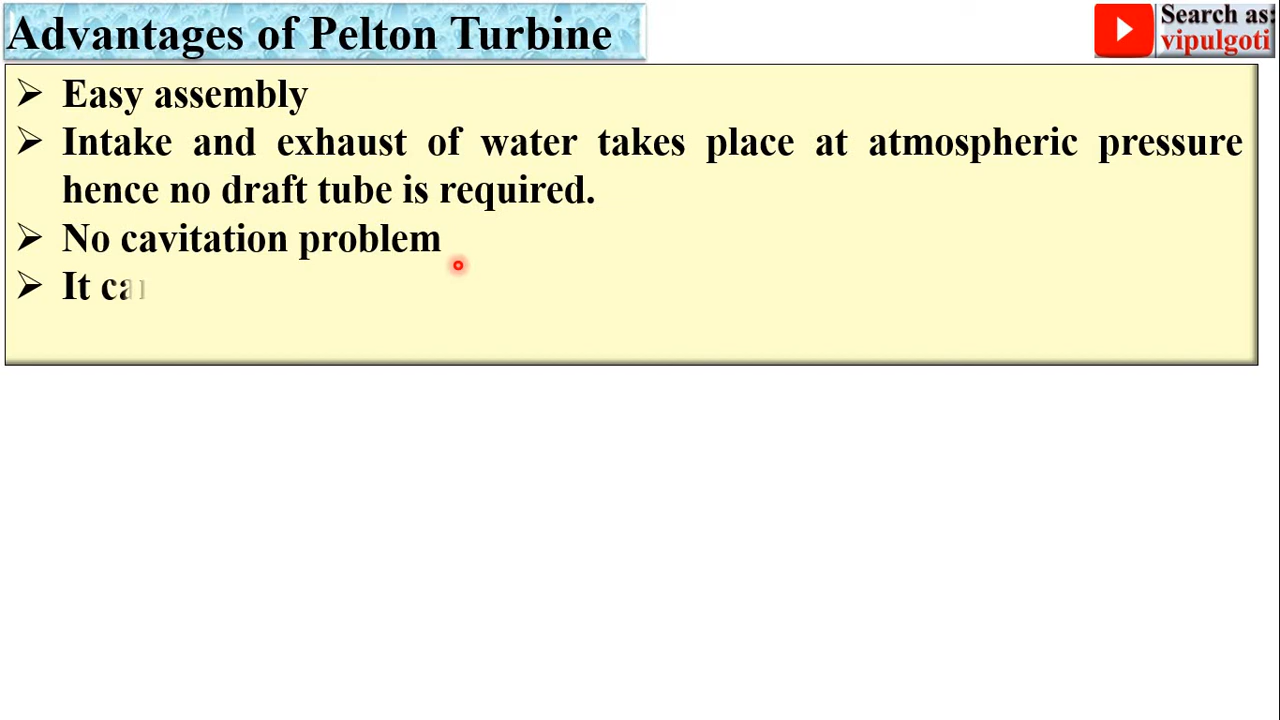 Advantages of Pelton Turbine
Search as:
vipulgoti
➢ Easy assembly
➢ Intake and exhaust of water takes place at atmospheric pressure
hence no draft tube is required.
➢ No cavitation problem
➢ It